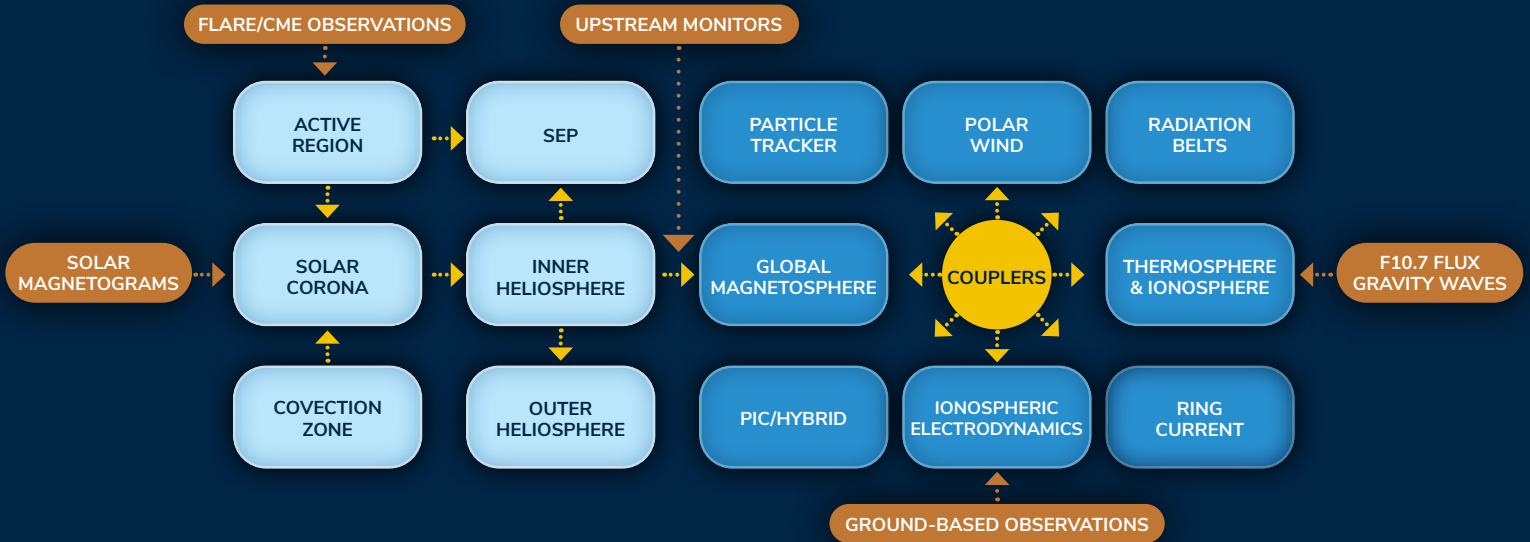 FLARE/CME OBSERVATIONS
UPSTREAM MONITORS
ACTIVE
REGION
SEP
PARTICLE
TRACKER
POLAR
WIND
RADIATION
BELTS
SOLAR
MAGNETOGRAMS
SOLAR
CORONA
INNER
HELIOSPHERE
GLOBAL
MAGNETOSPHERE
COUPLERS
THERMOSPHERE
& IONOSPHERE
F10.7 FLUX
GRAVITY WAVES
COVECTION
ZONE
OUTER
HELIOSPHERE
PIC/HYBRID
IONOSPHERIC
ELECTRODYNAMICS
RING
CURRENT
GROUND-BASED OBSERVATIONS